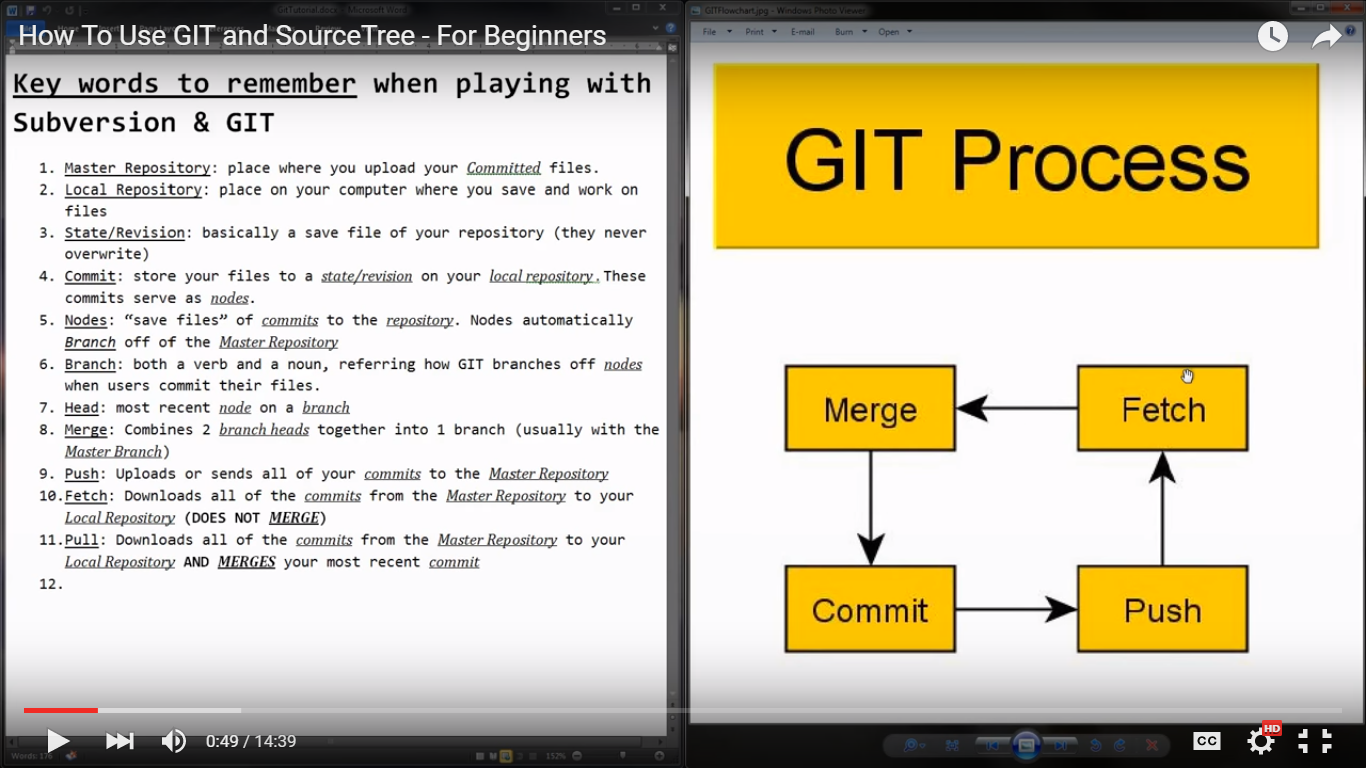 GitTutorial.docx - Microsoft Word
GITFlowchart.jpg - Windows Photo Viewer
How To Use GIT and SourceTree - For Beginners
File Print E-mail Burn Open
Key words to remember when playing with
Subversion & GIT
1. Master Repository: place where you upload your Committed files.
2. Local Repository: place on your computer where you save and work on
files
3. State/Revision: basically a save file of your repository (they never
overwrite)
4. Commit: store your files to a state/revision on your local repository. These
commits serve as nodes.
5. Nodes: “save files” of commits to the repository. Nodes automatically
Branch off of the Master Repository
6. Branch: both a verb and a noun, referring how GIT branches off nodes
when users commit their files.
7. Head: most recent node on a branch
8. Merge: Combines 2 branch heads together into 1 branch (usually with the
Master Branch)
9. Push: Uploads or sends all of your commits to the Master Repository
10. Fetch: Downloads all of the commits from the Master Repository to your
Local Repository (DOES NOT MERGE)
11. Pull: Downloads all of the commits from the Master Repository to your
Local Repository AND MERGES your most recent commit
12.
GIT Process
Merge
Fetch
Commit
Push
0:49 / 14:39
CC
HD
Words: 176
152%